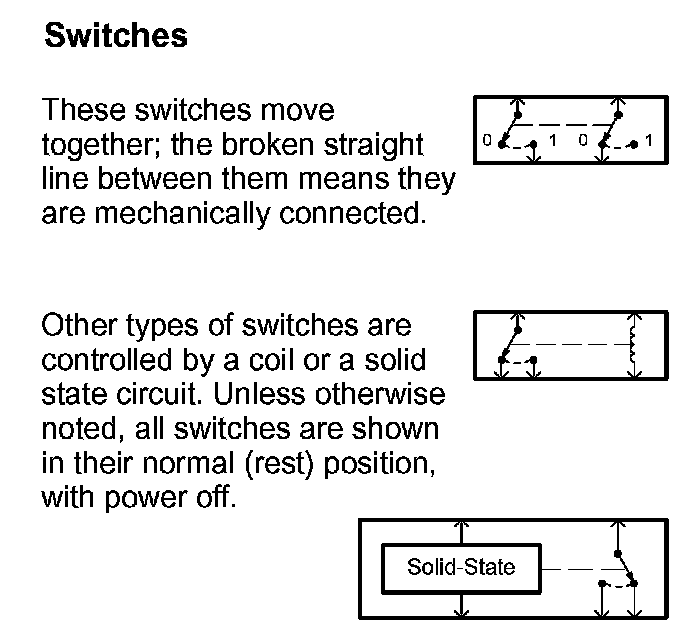 Switches
These switches move
together; the broken straight
line between them means they
are mechanically connected.
0 1 0 1
Other types of switches are
controlled by a coil or a solid
state circuit. Unless otherwise
noted, all switches are shown
in their normal (rest) position,
with power off.
Solid-State